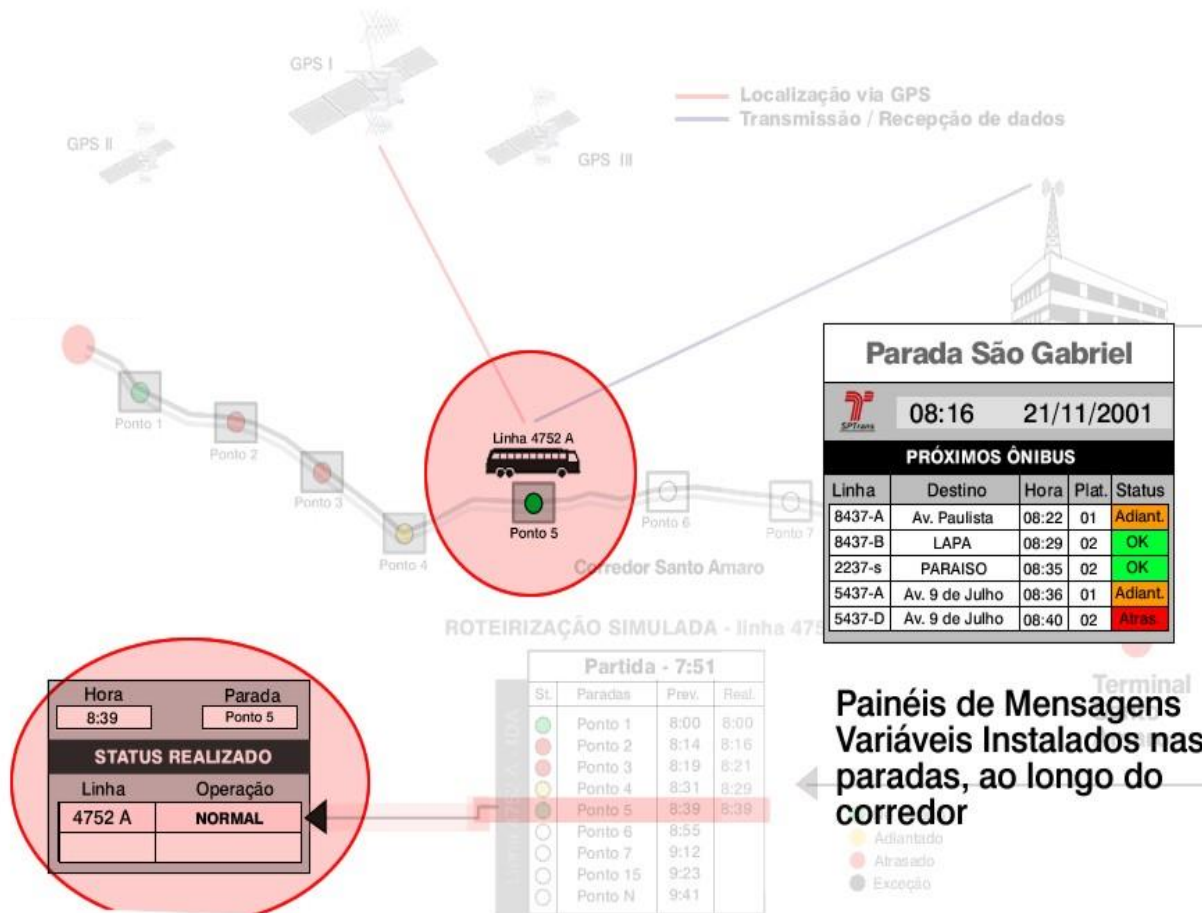 GPS I
GPS II
GPS III
Localização via GPS
Transmissão / Recepção de dados
Ponto 1
Ponto 2
Ponto 3
Ponto 4
Linha 4752 A
Ponto 5
Ponto 6
Ponto 7
Corredor Santo Amaro
Parada São Gabriel
SPTrans
08:16 21/11/2001
PRÓXIMOS ÔNIBUS
Linha Destino Hora Plat. Status
8437-A Av. Paulista 08:22 01 Adiant.
8437-B LAPA 08:29 02 OK
2237-s PARAISO 08:35 02 OK
5437-A Av. 9 de Julho 08:36 01 Adiant.
5437-D Av. 9 de Julho 08:40 02 Atras.
ROTEIRIZAÇÃO SIMULADA - linha 475
Partida - 7:51
St. Paradas Prev. Real.
Ponto 1 8:00 8:00
Ponto 2 8:14 8:16
Ponto 3 8:19 8:21
Ponto 4 8:31 8:29
Ponto 5 8:39 8:39
Ponto 6 8:55
Ponto 7 9:12
Ponto 15 9:23
Ponto N 9:41
Hora Parada
8:39 Ponto 5
STATUS REALIZADO
Linha Operação
4752 A NORMAL
Terminal
Painéis de Mensagens
Variáveis Instalados nas
paradas, ao longo do
corredor
Adiantado
Atrasado
Exceção